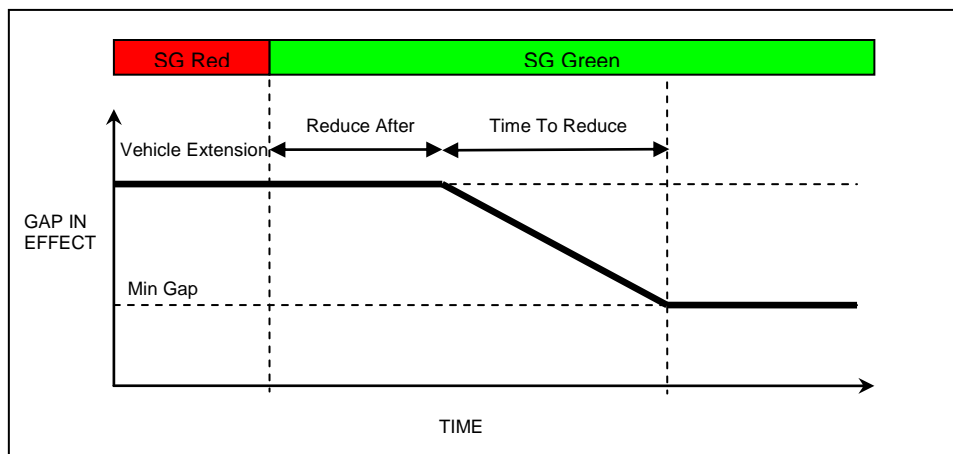 SG Red
SG Green
Reduce After
Time To Reduce
Vehicle Extension
GAP IN
EFFECT
Min Gap
TIME